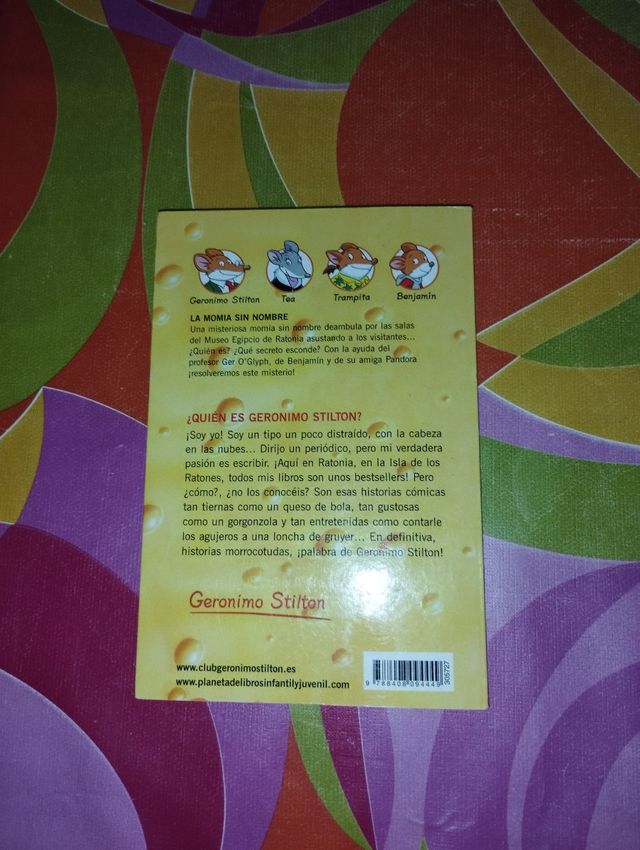 Geronimo Stilton Tea Trampita Benjamín
LA MOMIA SIN NOMBRE
Una misteriosa momia sin nombre deambula por las salas
del Museo Egipcio de Ratonia asustando a los visitantes...
¿Quién es? ¿Qué secreto esconde? Con la ayuda del
profesor Ger O'Glyph, de Benjamín y de su amiga Pandora
¡resolveremos este misterio!
¿QUIÉN ES GERONIMO STILTON?
¡Soy yo! Soy un tipo un poco distraído, con la cabeza
en las nubes... Dirijo un periódico, pero mi verdadera
pasión es escribir. ¡Aquí en Ratonia, en la Isla de los
Ratones, todos mis libros son unos bestsellers! Pero
¿cómo?, ¿no los conocéis? Son esas historias cómicas
tan tiernas como un queso de bola, tan gustosas
como un gorgonzola y tan entretenidas como contarle
los agujeros a una loncha de gruyer... En definitiva,
historias morrocotudas, ¡palabra de Geronimo Stilton!
Geronimo Stilton
www.clubgeronimostilton.es
www.planetadelibrosinfantilyjuvenil.com
9 788408 094449
305727